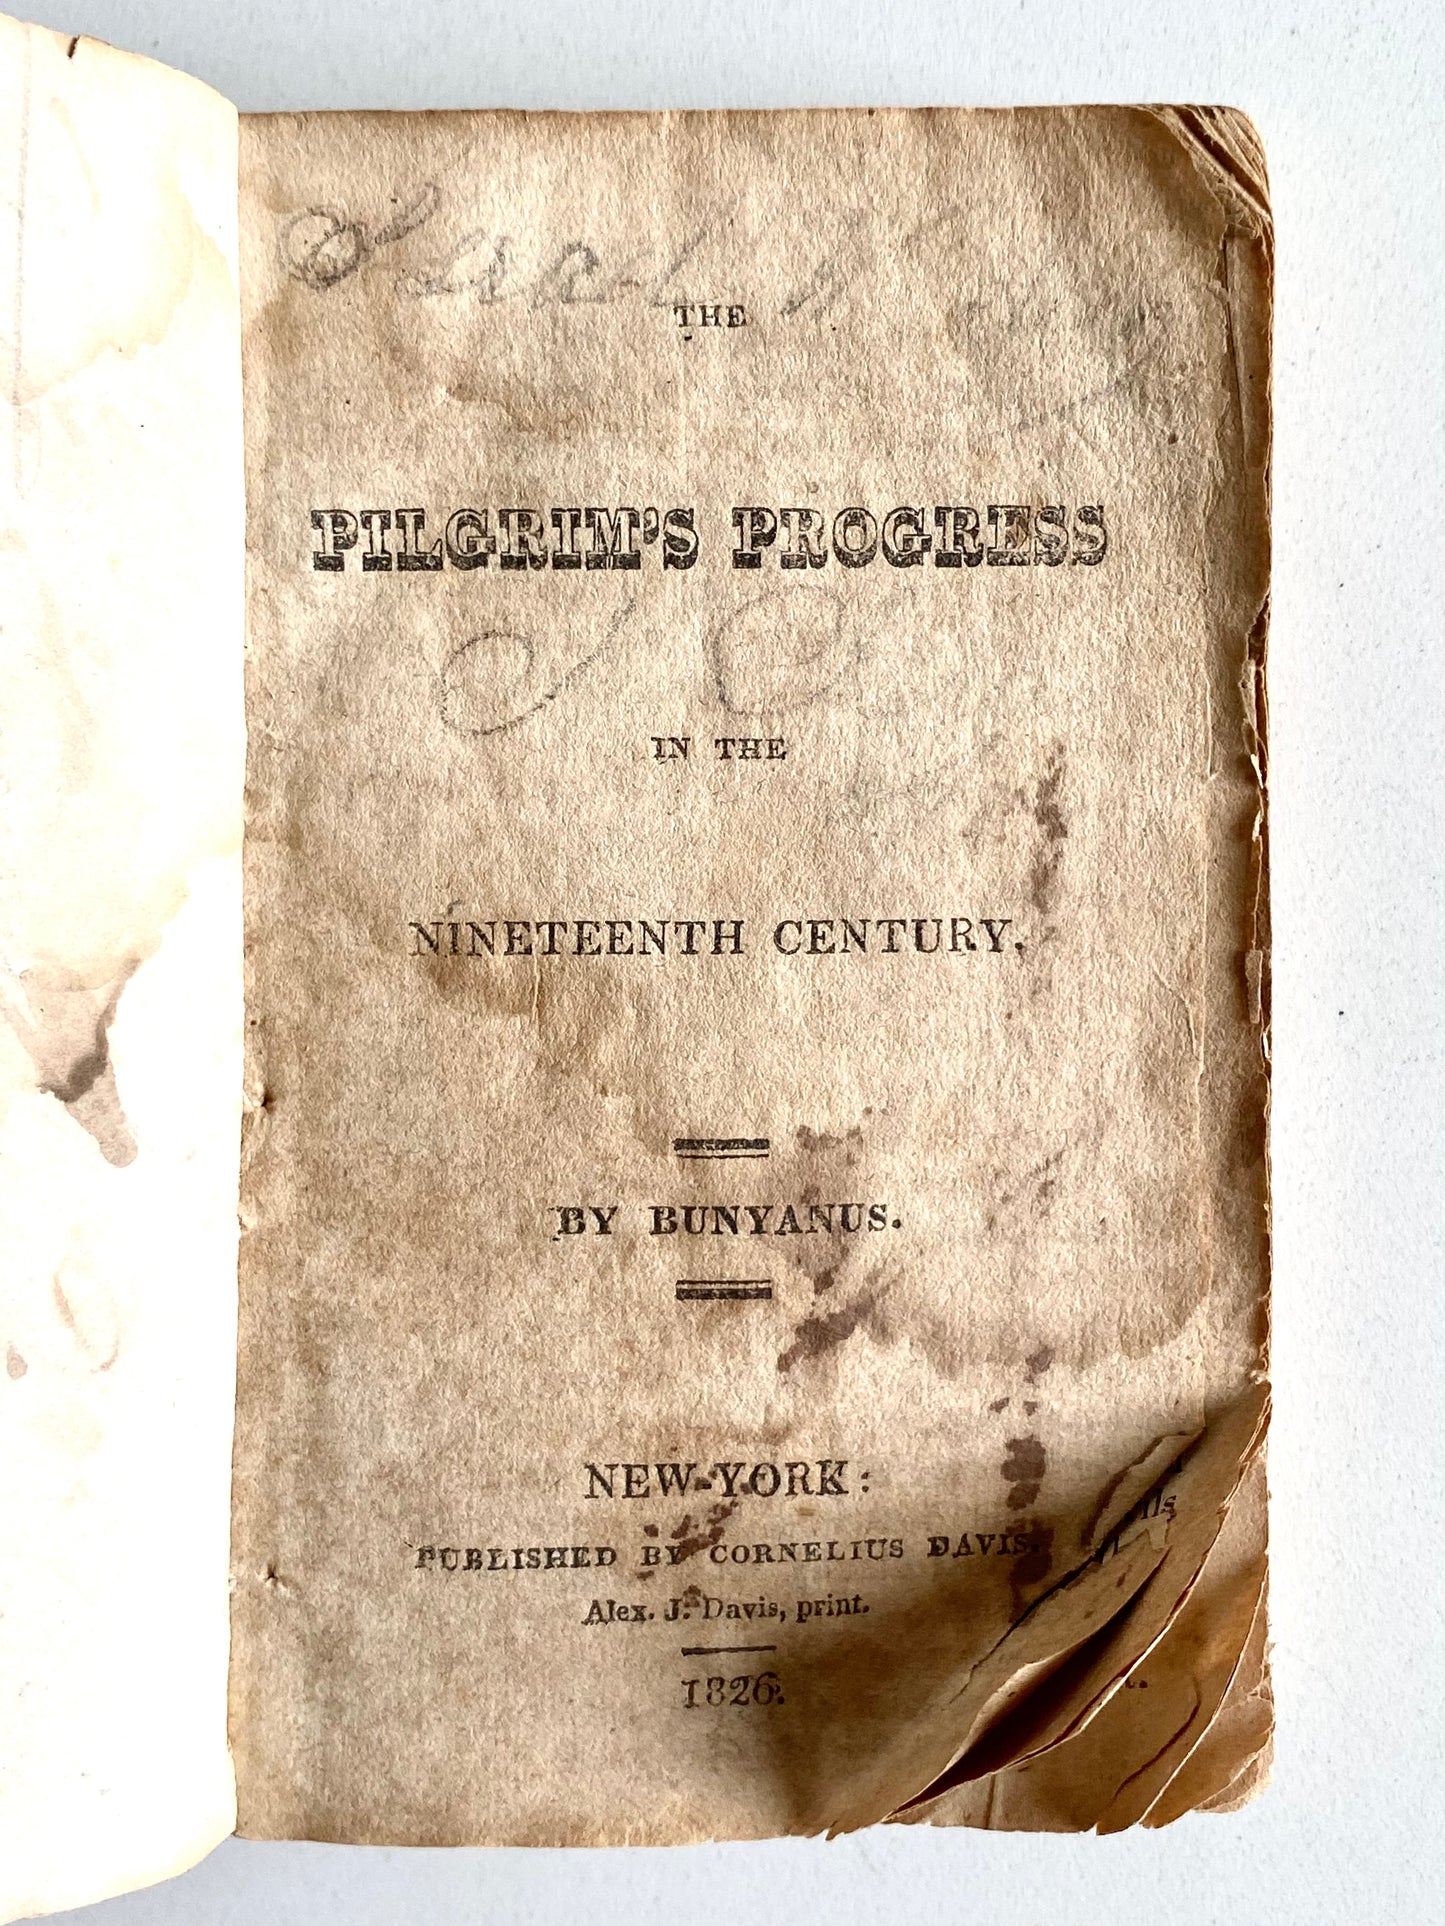 THE
PILGRIM'S PROGRESS
IN THE
NINETEENTH CENTURY.
BY BUNYANUS.
NEW-YORK:
PUBLISHED BY CORNELIUS DAVIS.
Alex. J. Davis, print.
1826.